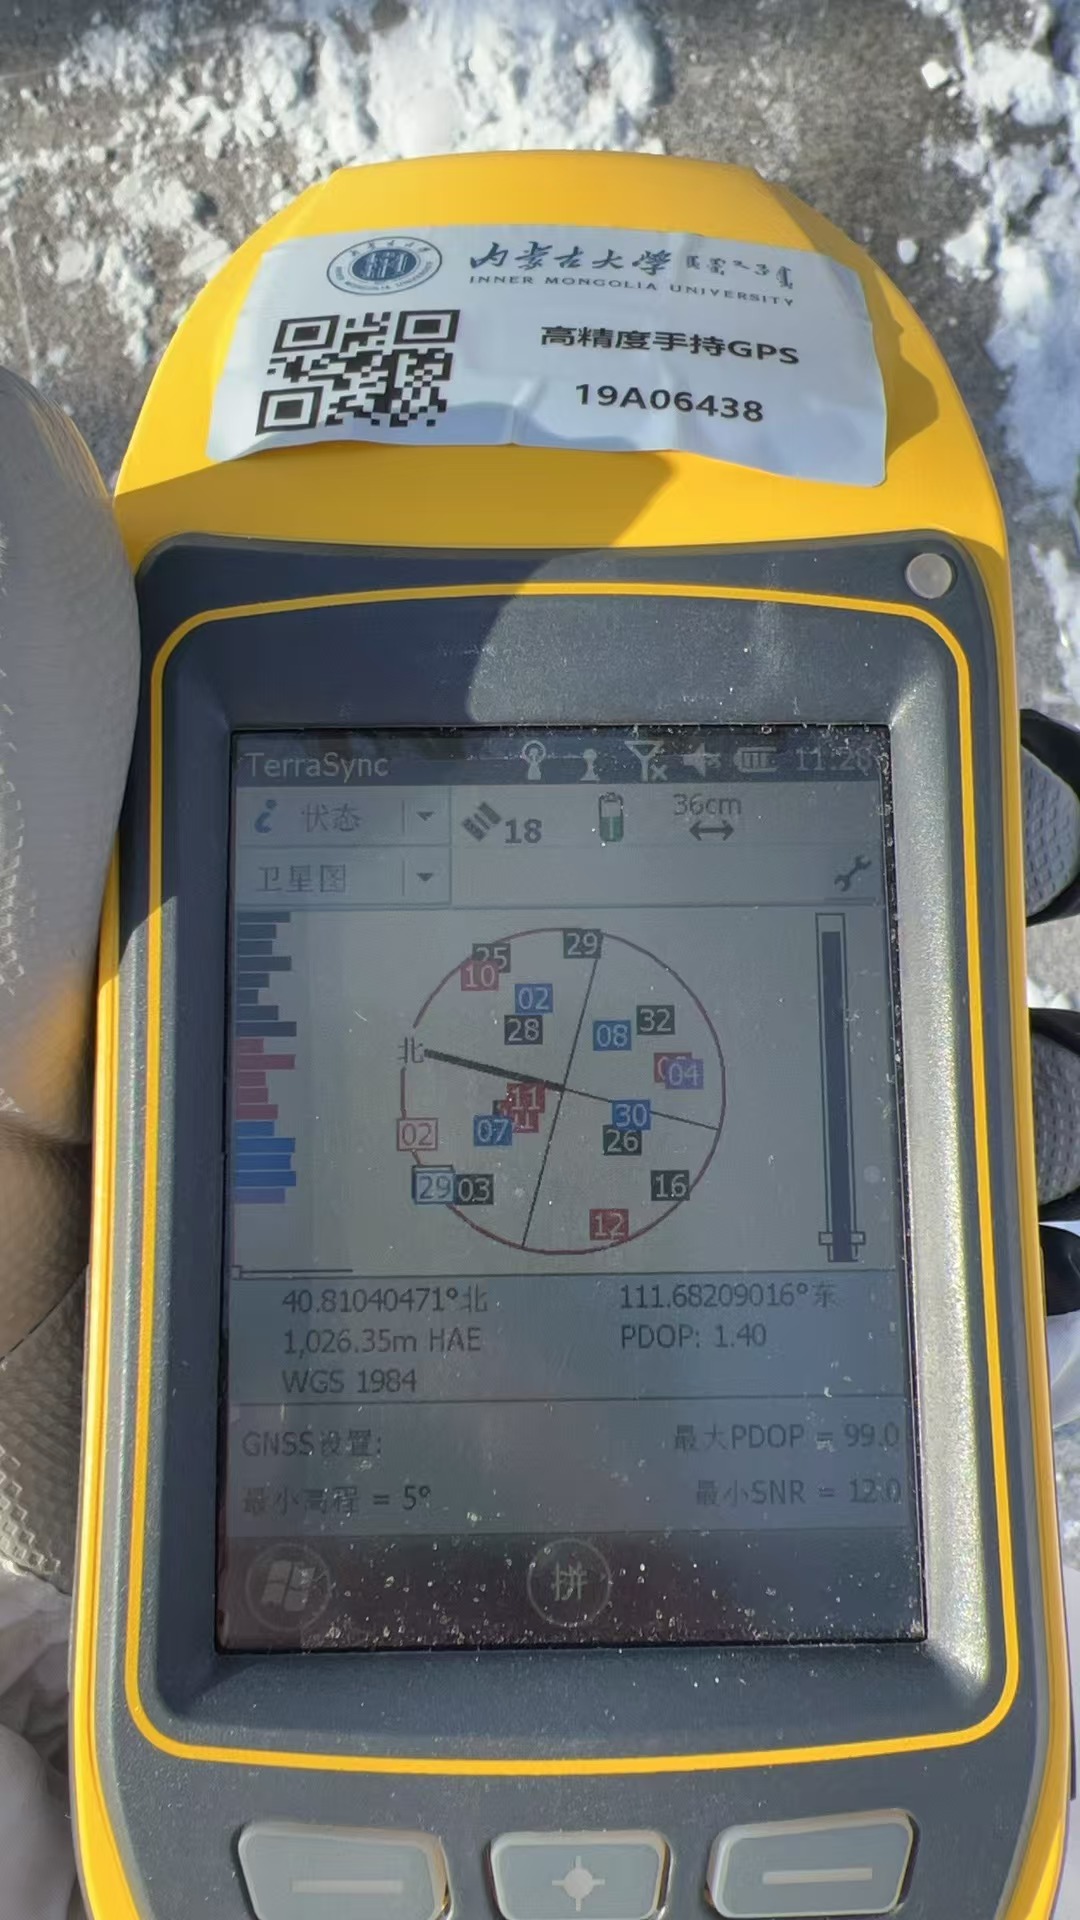 内蒙古大学
INNER MONGOLIA UNIVERSITY
高精度手持GPS
19A06438
TerraSync
状态
18
36cm
卫星图
25
29
10
02
28
08
32
北
04
11
02
07
30
26
29
03
16
12
40.81040471°北
111.68209016°东
1,026.35m HAE
PDOP: 1.40
WGS 1984
GNSS设置:
最大PDOP = 99.0
最小高程 = 5°
最小SNR = 12.0
拼